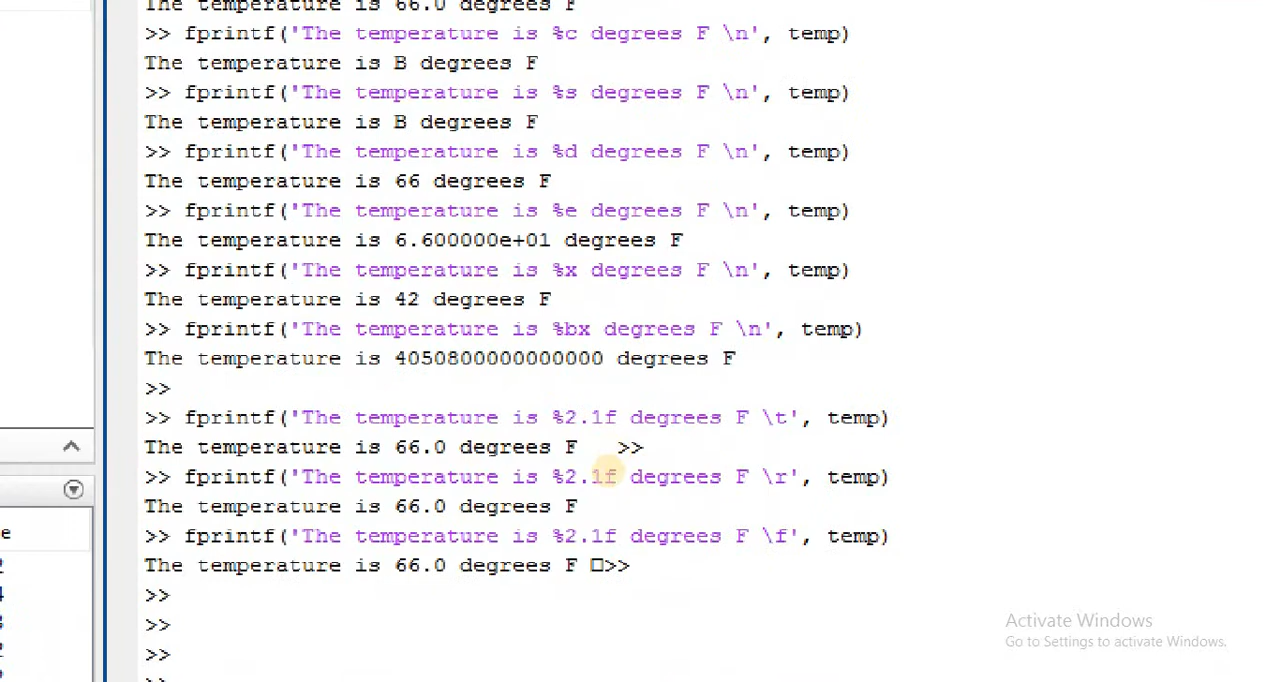 The temperature is 66.0 degrees F
>> fprintf('The temperature is %c degrees F \n', temp)
The temperature is B degrees F
>> fprintf('The temperature is %s degrees F \n', temp)
The temperature is B degrees F
>> fprintf('The temperature is %d degrees F \n', temp)
The temperature is 66 degrees F
>> fprintf('The temperature is %e degrees F \n', temp)
The temperature is 6.600000e+01 degrees F
>> fprintf('The temperature is %x degrees F \n', temp)
The temperature is 42 degrees F
>> fprintf('The temperature is %bx degrees F \n', temp)
The temperature is 4050800000000000 degrees F
>>
>> fprintf('The temperature is %2.1f degrees F \t', temp)
The temperature is 66.0 degrees F   >>
>> fprintf('The temperature is %2.1f degrees F \r', temp)
The temperature is 66.0 degrees F
>> fprintf('The temperature is %2.1f degrees F \f', temp)
The temperature is 66.0 degrees F □>>
>>
>>
>>
e
2
4
Activate Windows
Go to Settings to activate Windows.